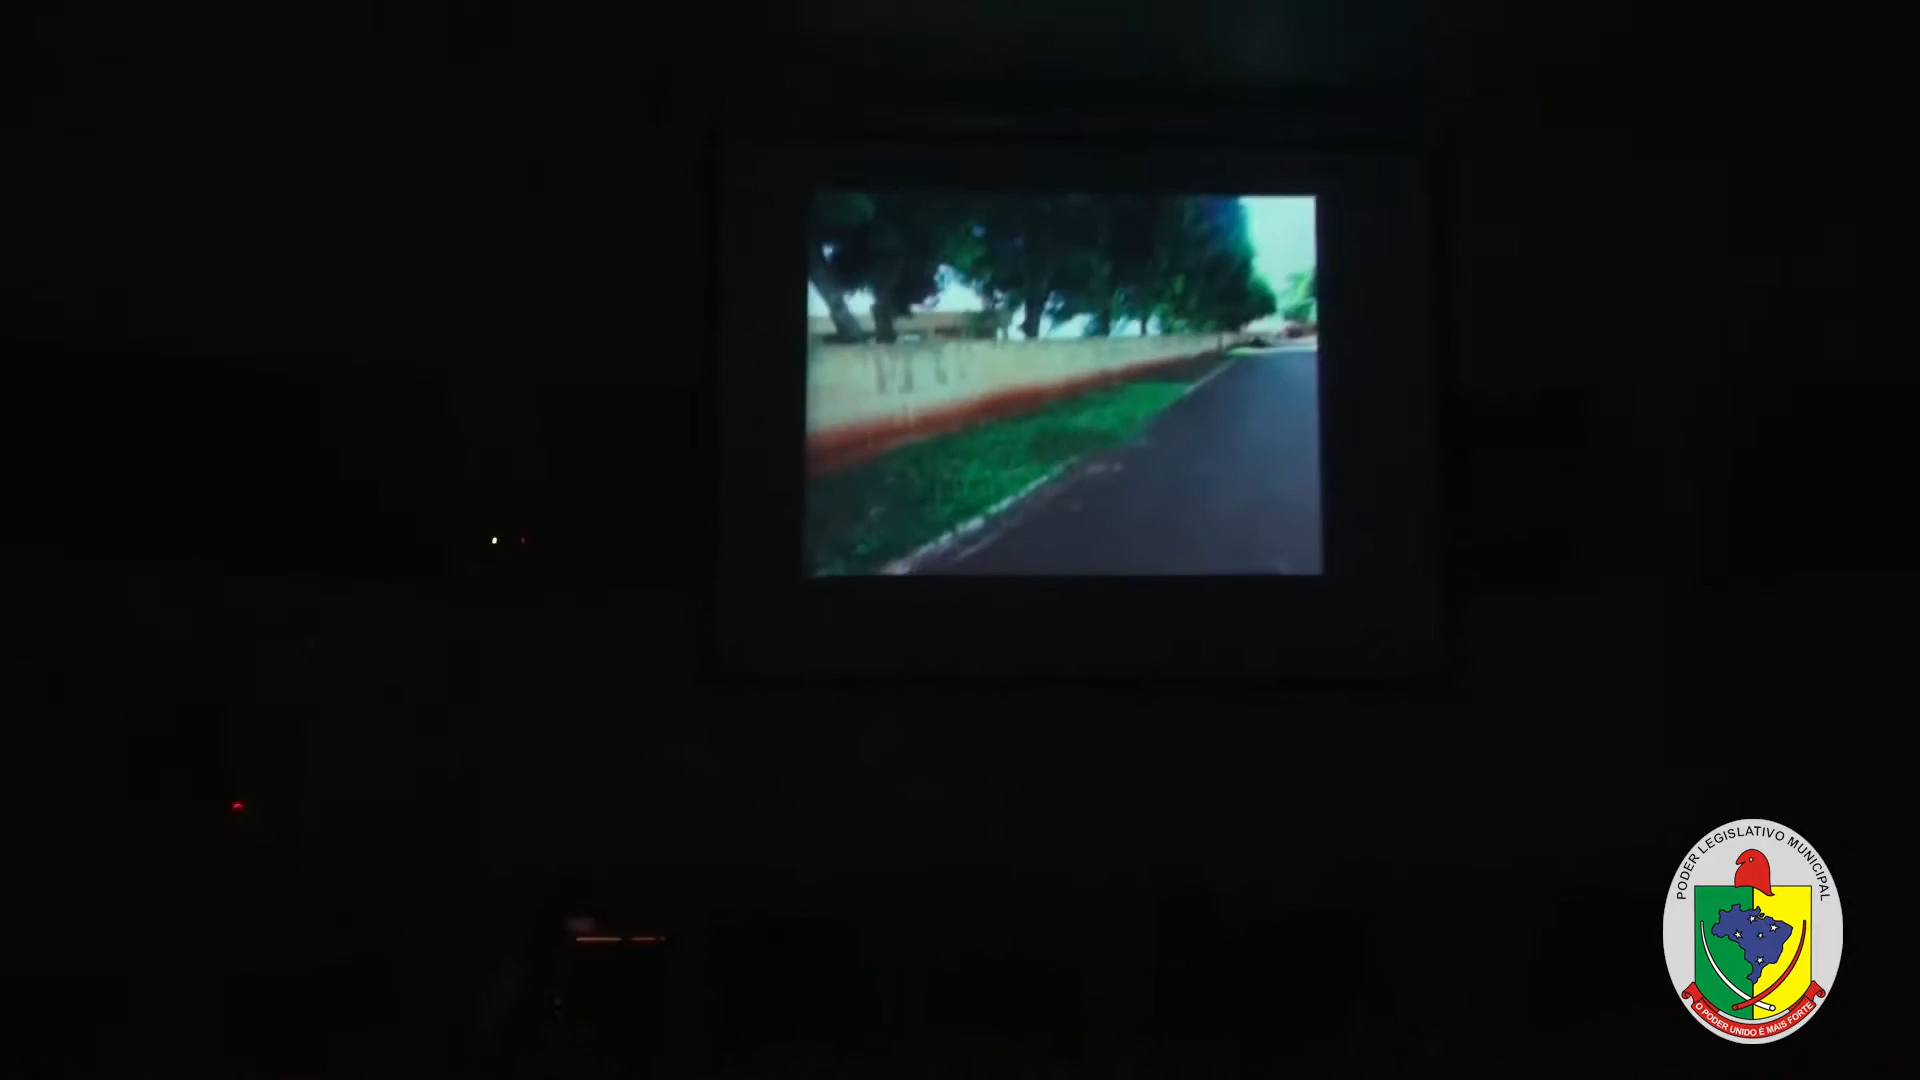 PODER LEGISLATIVO MUNICIPAL
O PODER UNIDO É MAIS FORTE